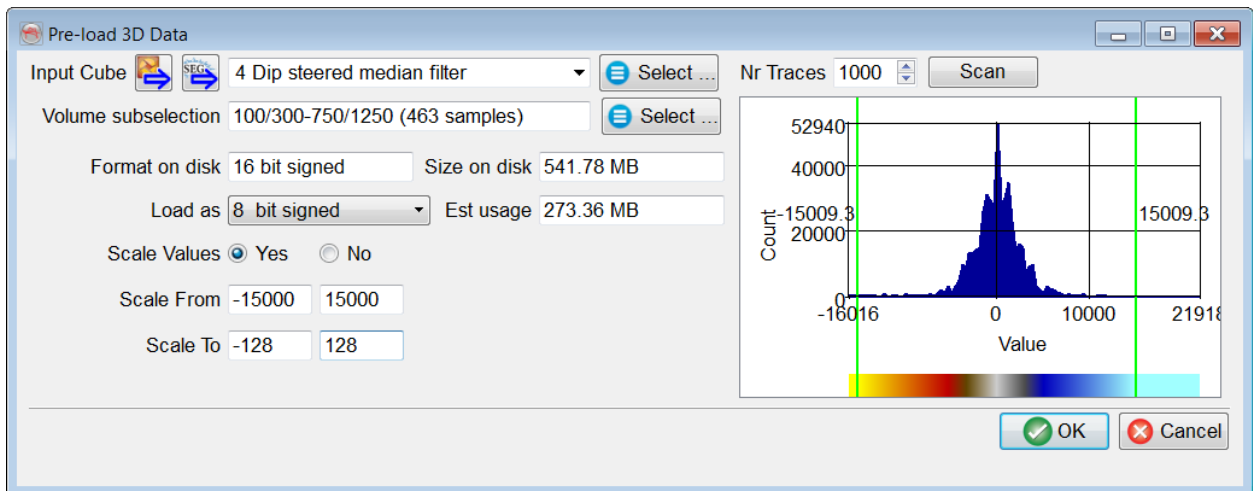 Pre-load 3D Data
Input Cube SEG 4 Dip steered median filter Select ... Nr Traces 1000 Scan
Volume subselection 100/300-750/1250 (463 samples) Select ...
Format on disk 16 bit signed Size on disk 541.78 MB
Load as 8 bit signed Est usage 273.36 MB
Scale Values Yes No
Scale From -15000 15000
Scale To -128 128
52940
40000
-15009.3 15009.3
20000
0
Count
-16016 0 10000 21918
Value
OK Cancel